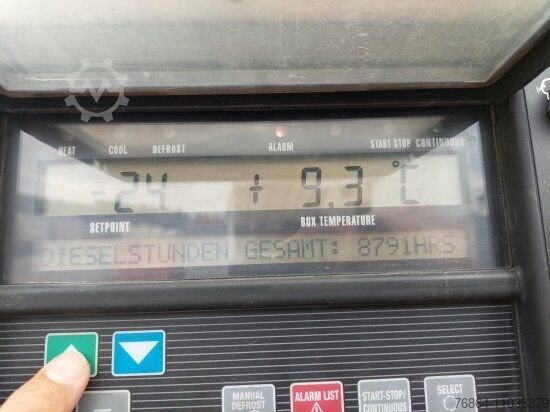 HEAT COOL DEFROST ALARM START-STOP CONTINUOUS
-24 + 9.3 °C
SETPOINT BOX TEMPERATURE
DIESELSTUNDEN GESAMT: 8791HRS
MANUAL DEFROST
ALARM LIST
START-STOP/ CONTINUOUS
SELECT